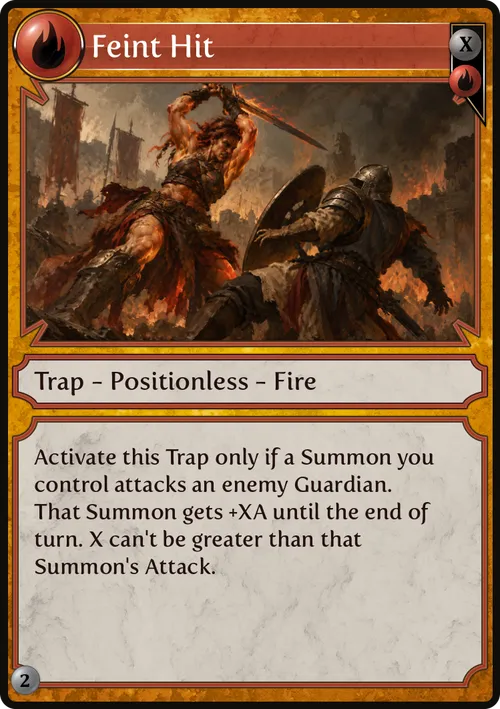 Feint Hit
X
Trap - Positionless - Fire
Activate this Trap only if a Summon you
control attacks an enemy Guardian.
That Summon gets +XA until the end of
turn. X can't be greater than that
Summon's Attack.
2